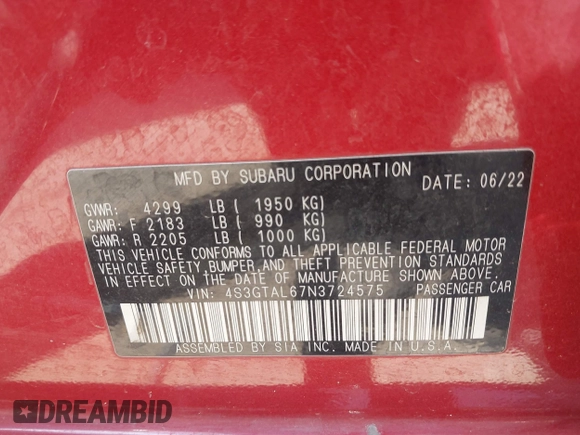 MFD BY SUBARU CORPORATION
DATE: 06/22
GVWR: 4299 LB ( 1950 KG)
GAWR: F 2183 LB ( 990 KG)
GAWR: R 2205 LB ( 1000 KG)
THIS VEHICLE CONFORMS TO ALL APPLICABLE FEDERAL MOTOR
VEHICLE SAFETY,BUMPER,AND THEFT PREVENTION STANDARDS
IN EFFECT ON THE DATE OF MANUFACTURE SHOWN ABOVE.
VIN: 4S3GTAL67N3724575 PASSENGER CAR
ASSEMBLED BY SIA INC. MADE IN U.S.A.
DREAMBID